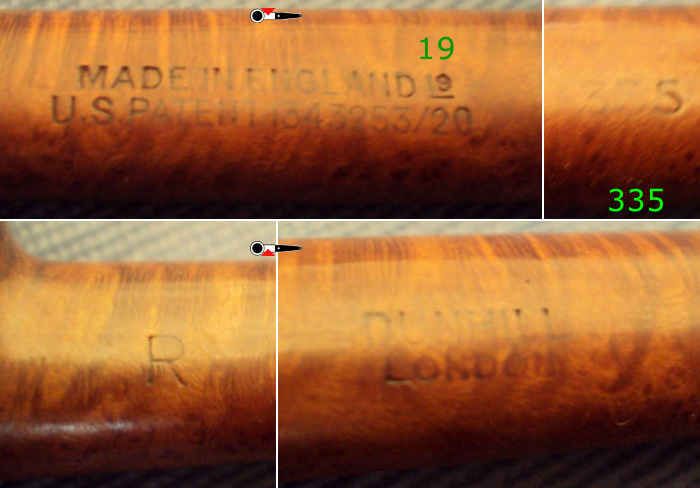 19
MADE IN ENGLAND 19
U.S.PATENT 1343253/20
335
R
DUNHILL
LONDON